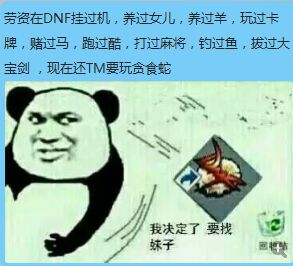 劳资在DNF挂过机，养过女儿，养过羊，玩过卡
牌，赌过马，跑过酷，打过麻将，钓过鱼，拔过大
宝剑 ，现在还TM要玩贪食蛇
我决定了 要找
妹子
回收站